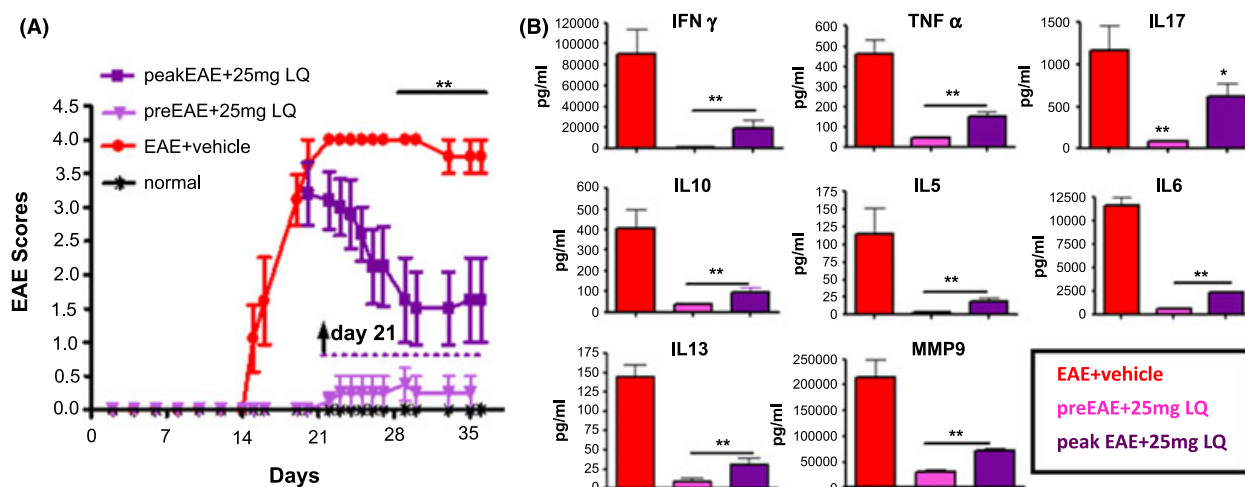 (A)
peakEAE+25mg LQ
preEAE+25mg LQ
EAE+vehicle
normal
**
EAE Scores
4.5
4.0
3.5
3.0
2.5
2.0
1.5
4.8
0.5
0.0
day 21
0
7
14
21
28
35
Days
(B)
IFN γ
pg/ml
120000
100000
80000
60000
40000
20000
0
**
TNF α
pg/ml
600
500
400
300
200
100
0
**
IL17
pg/ml
1500
1000
500
0
**
*
IL10
pg/ml
600
500
400
300
200
100
0
**
IL5
pg/ml
175
150
125
100
75
50
25
0
**
IL6
pg/ml
12500
10000
7500
5000
2500
0
**
IL13
pg/ml
175
150
125
100
75
50
25
0
**
MMP9
pg/ml
250000
200000
150000
100000
50000
0
**
EAE+vehicle
preEAE+25mg LQ
peak EAE+25mg LQ